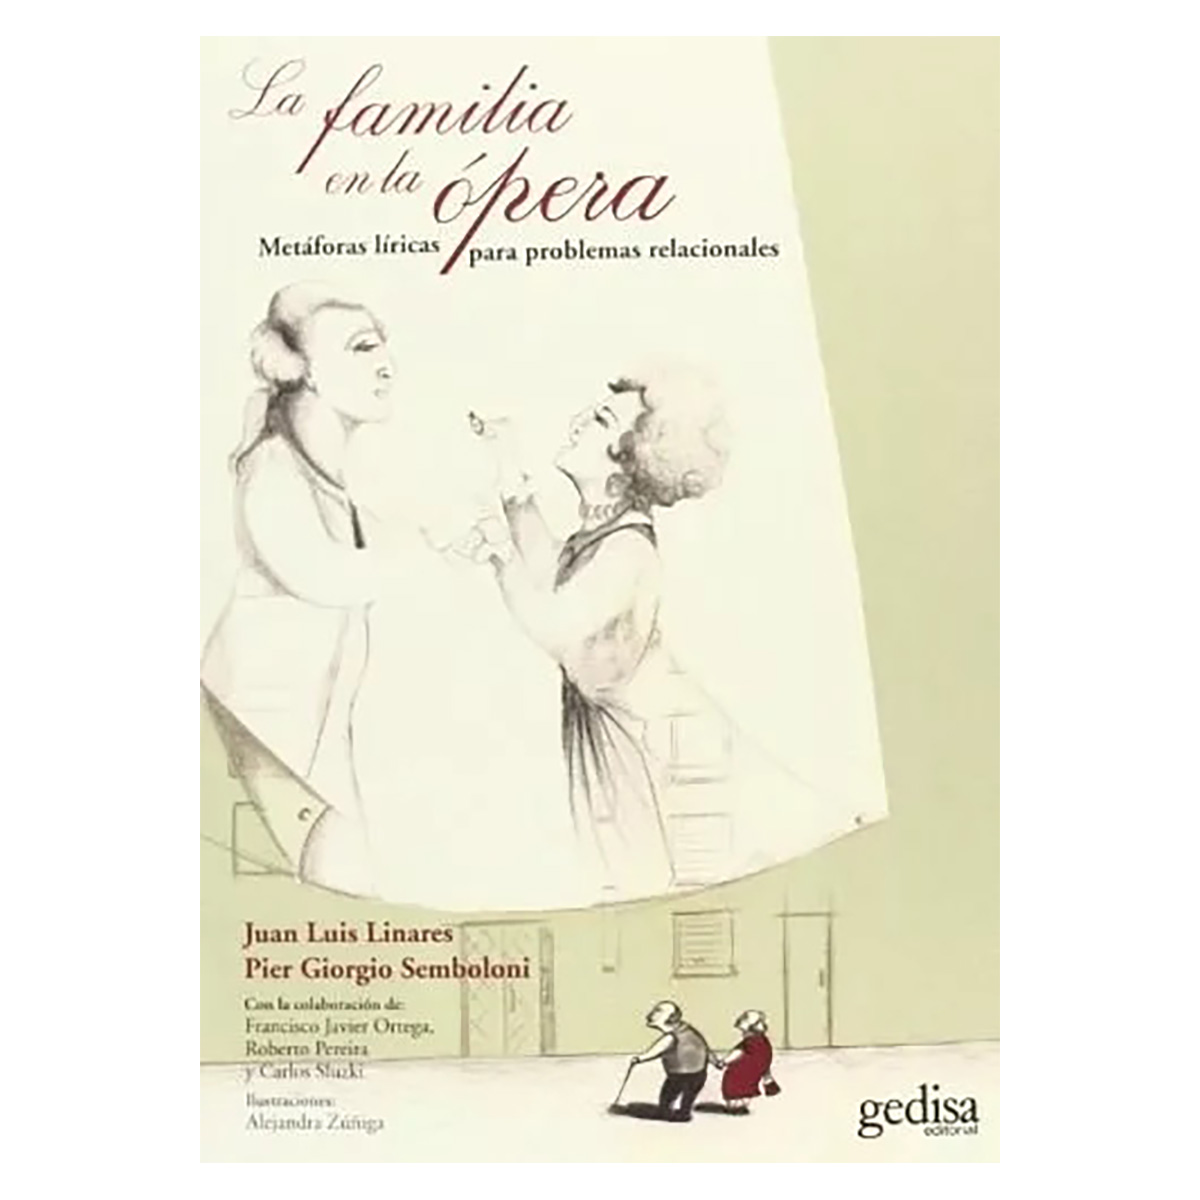 La familia
en la ópera
Metáforas líricas para problemas relacionales
Juan Luis Linares
Pier Giorgio Semboloni
Con la colaboración de:
Francisco Javier Ortega,
Roberto Pereira
y Carlos Sluzki
Ilustraciones:
Alejandra Zúñiga
gedisa
editorial